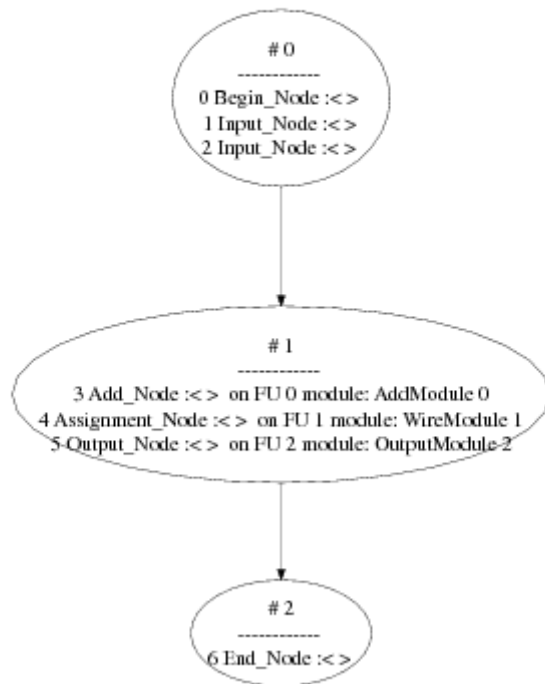 # 0
------------
0 Begin_Node :< >
1 Input_Node :< >
2 Input_Node :< >
# 1
------------
3 Add_Node :< > on FU 0 module: AddModule 0
4 Assignment_Node :< > on FU 1 module: WireModule 1
5 Output_Node :< > on FU 2 module: OutputModule 2
# 2
------------
6 End_Node :< >